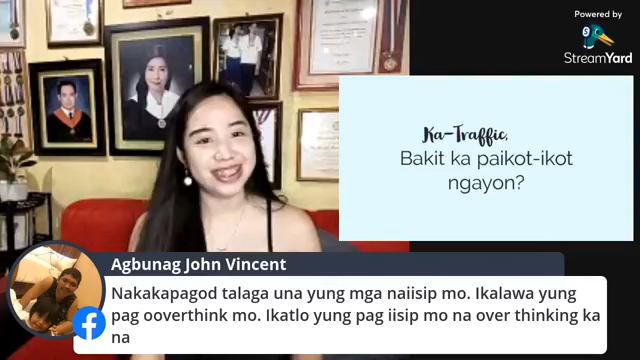 Powered by
StreamYard
Ka-Traffic,
Bakit ka paikot-ikot
ngayon?
Agbunag John Vincent
Nakakapagod talaga una yung mga naiisip mo. Ikalawa yung
pag ooverthink mo. Ikatlo yung pag iisip mo na over thinking ka
na